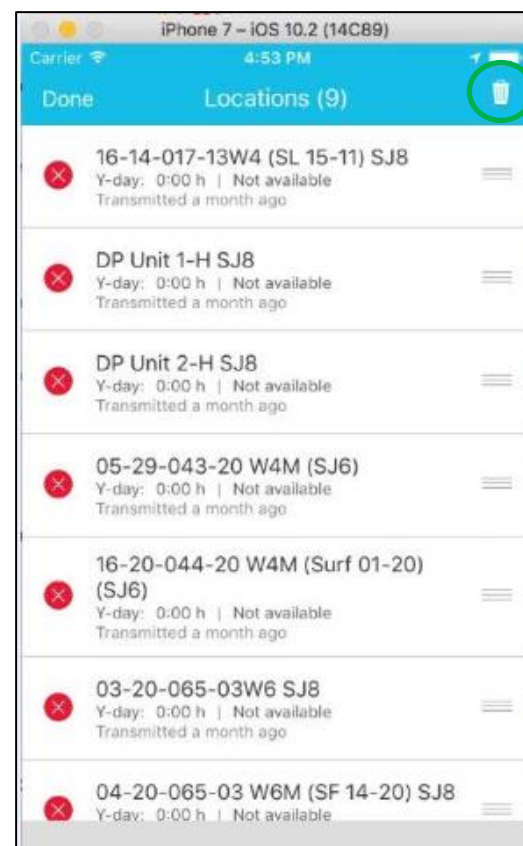 iPhone 7 – iOS 10.2 (14C89)
Carrier 4:53 PM
Done Locations (9)
16-14-017-13W4 (SL 15-11) SJ8
Y-day: 0:00 h | Not available
Transmitted a month ago
DP Unit 1-H SJ8
Y-day: 0:00 h | Not available
Transmitted a month ago
DP Unit 2-H SJ8
Y-day: 0:00 h | Not available
Transmitted a month ago
05-29-043-20 W4M (SJ6)
Y-day: 0:00 h | Not available
Transmitted a month ago
16-20-044-20 W4M (Surf 01-20)
(SJ6)
Y-day: 0:00 h | Not available
Transmitted a month ago
03-20-065-03W6 SJ8
Y-day: 0:00 h | Not available
Transmitted a month ago
04-20-065-03 W6M (SF 14-20) SJ8
Y-day: 0:00 h | Not available